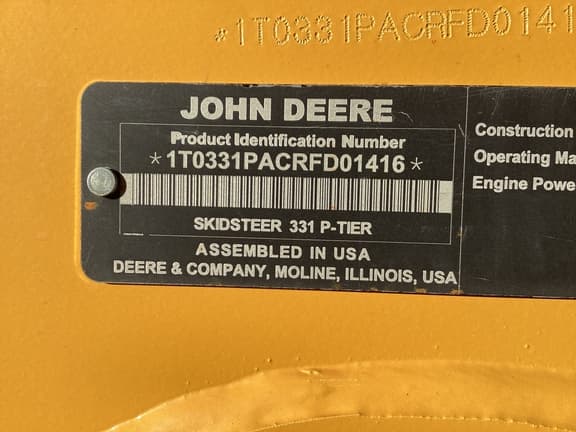 *1T0331PACRFD0141
JOHN DEERE
Product Identification Number
*1T0331PACRFD01416*
SKIDSTEER 331 P-TIER
ASSEMBLED IN USA
DEERE & COMPANY, MOLINE, ILLINOIS, USA
Construction
Operating Ma
Engine Powe